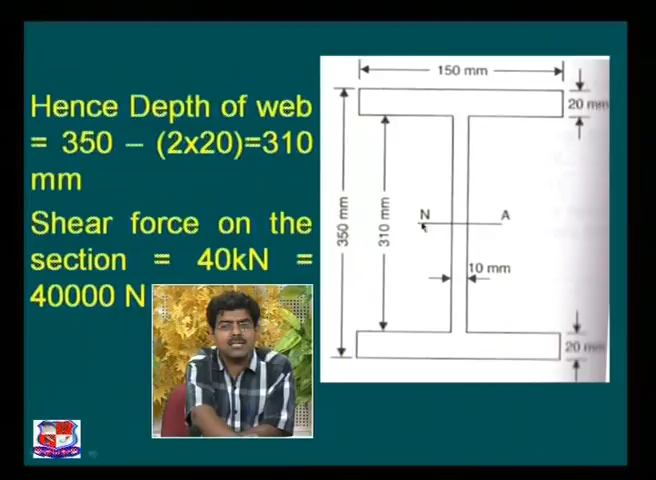 Hence Depth of web
= 350 – (2x20)=310
mm
Shear force on the
section = 40kN =
40000 N
150 mm
20 mm
350 mm
310 mm
N
A
10 mm
20 mm